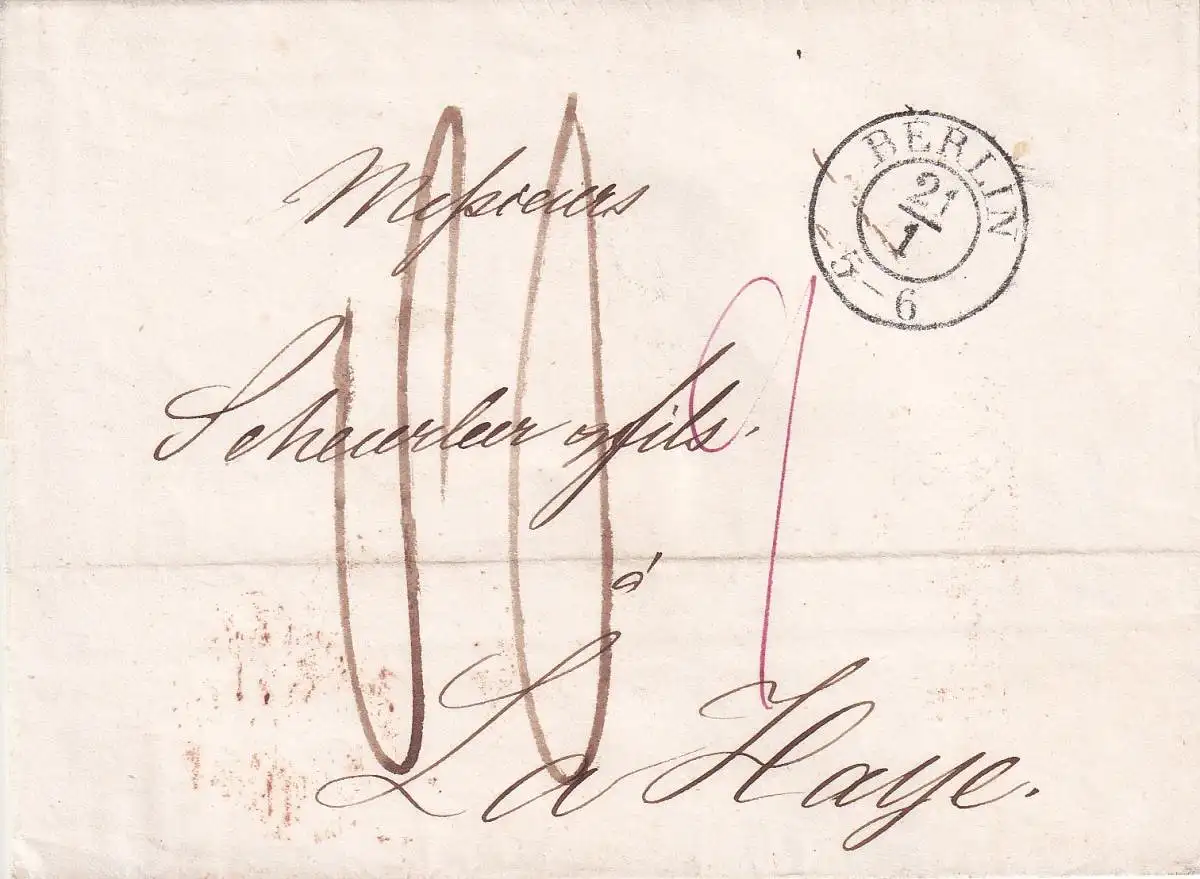 Messieurs
Scheurleer & fils.
à
La Haye.
BERLIN
21
1
5–6